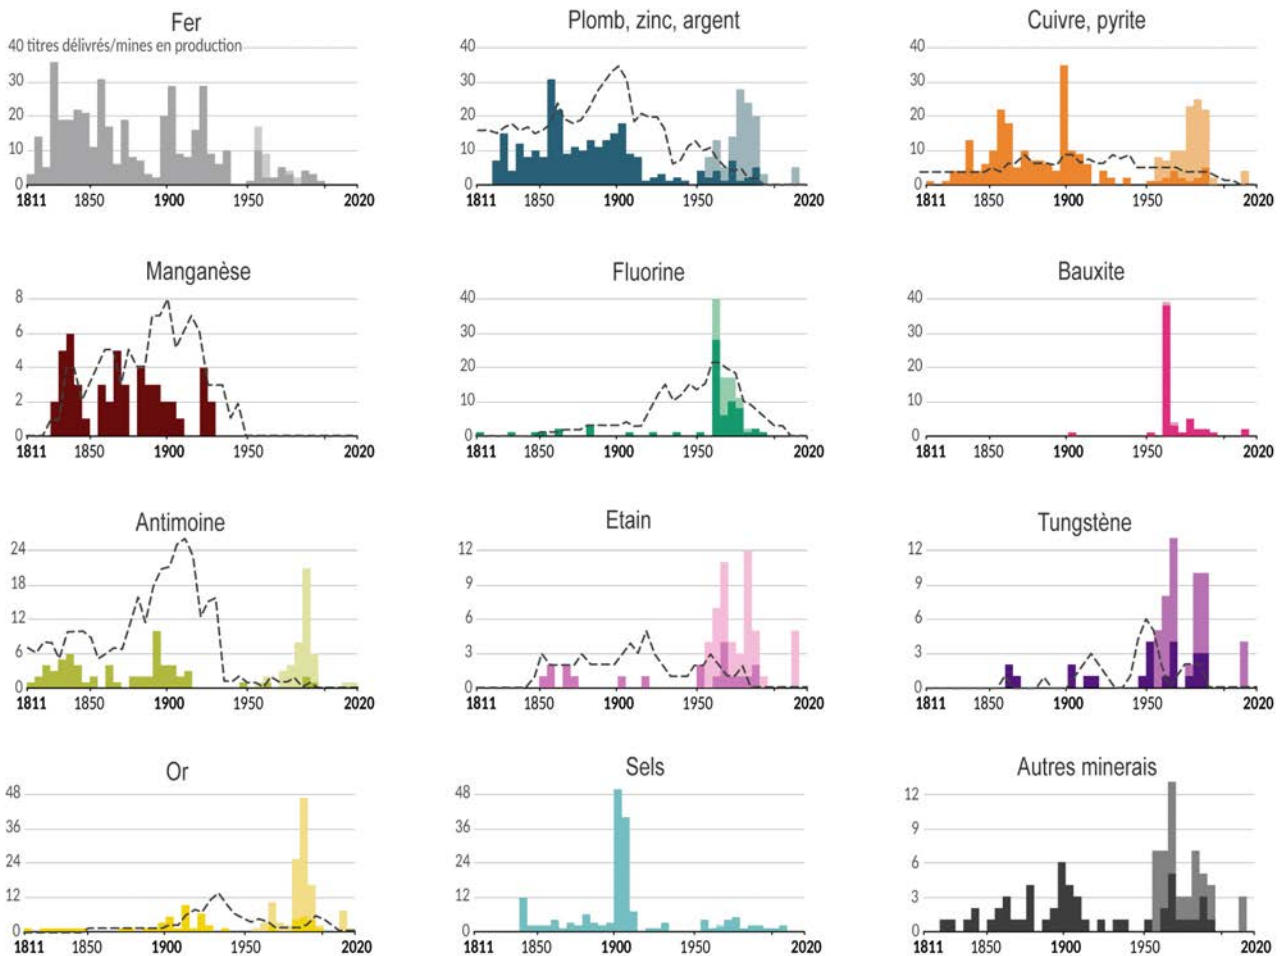 Fer
40 titres délivrés/mines en production
30
20
10
0
1811 1850 1900 1950 2020
Plomb, zinc, argent
40
30
20
10
0
1811 1850 1900 1950 2020
Cuivre, pyrite
40
30
20
10
0
1811 1850 1900 1950 2020
Manganèse
8
6
4
2
0
1811 1850 1900 1950 2020
Fluorine
40
30
20
10
0
1811 1850 1900 1950 2020
Bauxite
40
30
20
10
0
1811 1850 1900 1950 2020
Antimoine
24
18
12
6
0
1811 1850 1900 1950 2020
Etain
12
9
6
3
0
1811 1850 1900 1950 2020
Tungstène
12
9
6
3
0
1811 1850 1900 1950 2020
Or
48
36
24
12
0
1811 1850 1900 1950 2020
Sels
48
36
24
12
0
1811 1850 1900 1950 2020
Autres minerais
12
9
6
3
0
1811 1850 1900 1950 2020